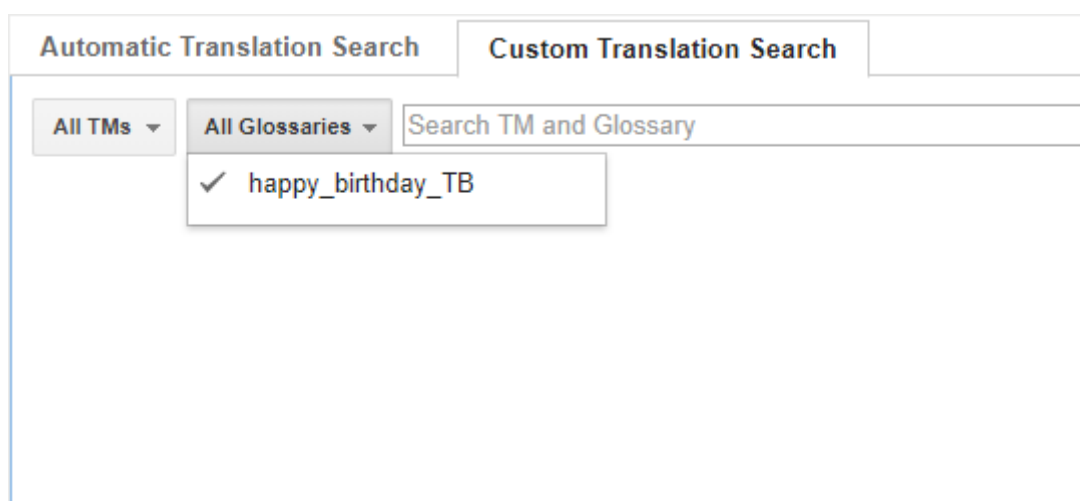 Automatic Translation Search Custom Translation Search
All TMs All Glossaries Search TM and Glossary
happy_birthday_TB